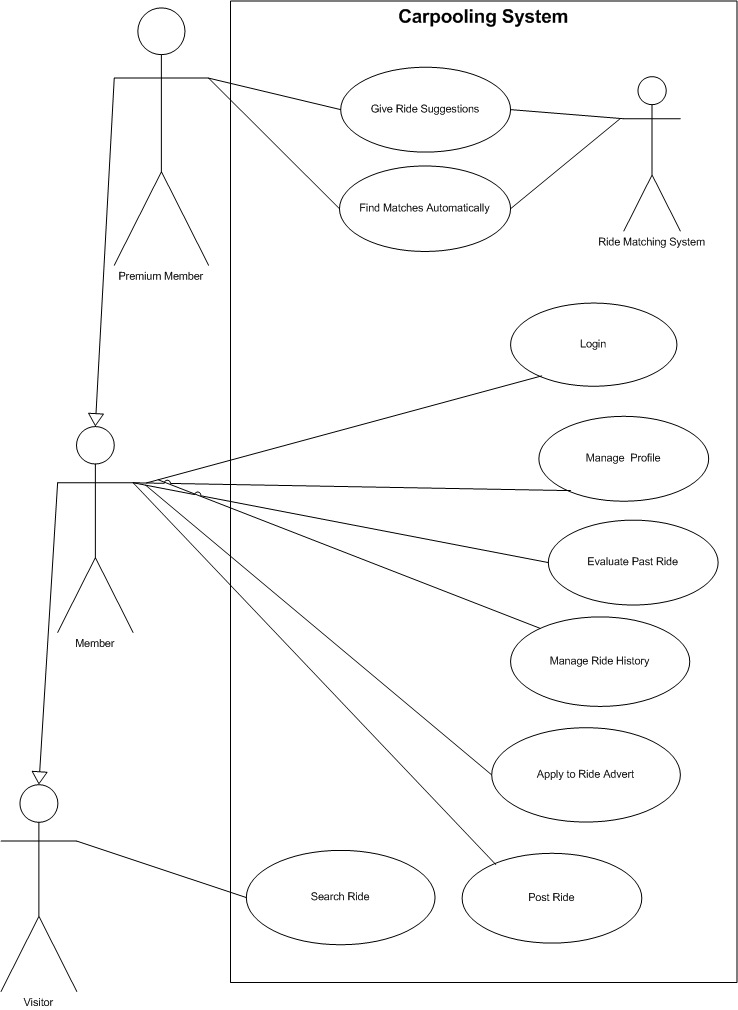 Carpooling System
Give Ride Suggestions
Find Matches Automatically
Ride Matching System
Premium Member
Login
Manage Profile
Evaluate Past Ride
Member
Manage Ride History
Apply to Ride Advert
Search Ride
Post Ride
Visitor